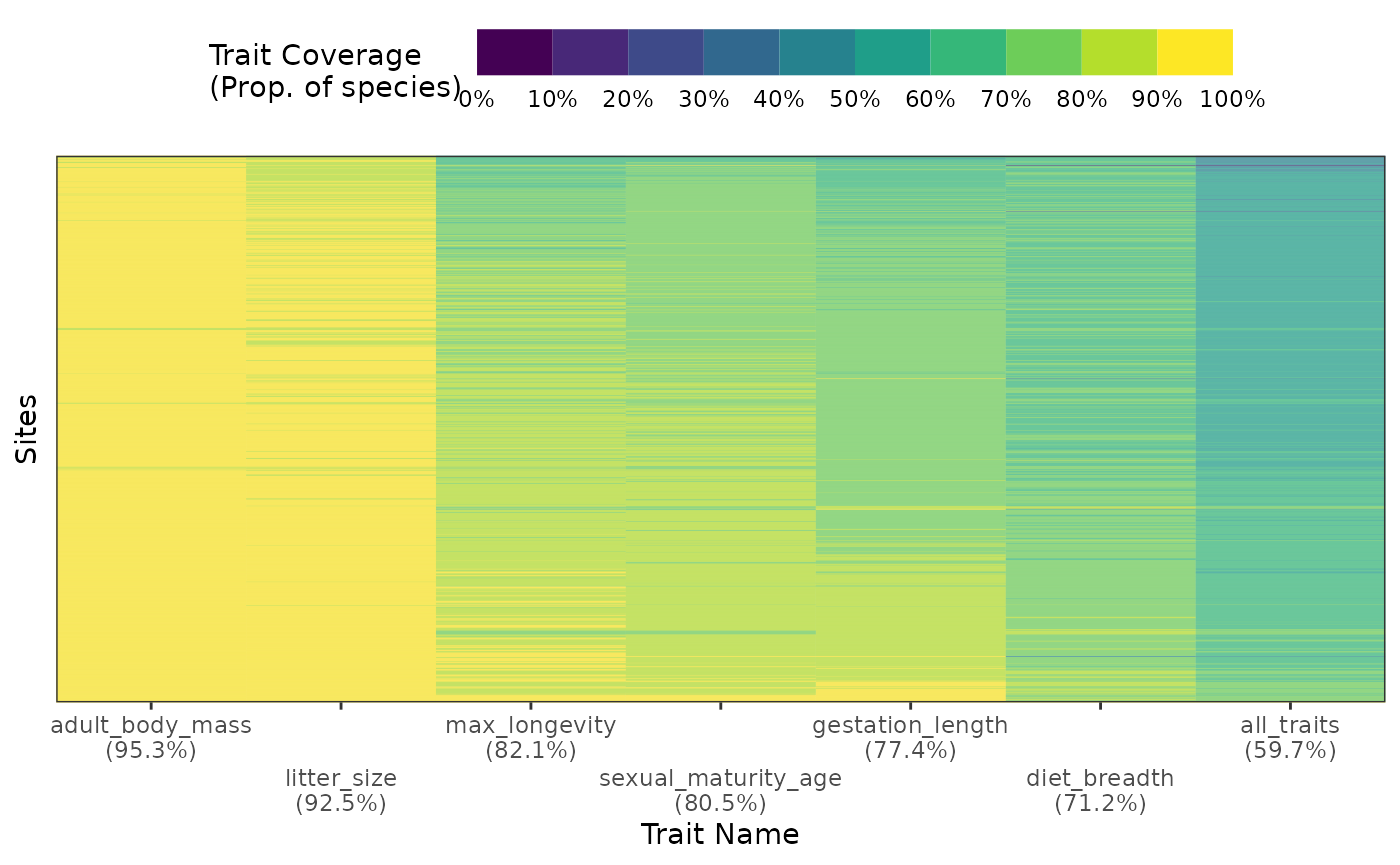 Trait Coverage
(Prop. of species)
0% 10% 20% 30% 40% 50% 60% 70% 80% 90% 100%
Sites
adult_body_mass max_longevity gestation_length all_traits
(95.3%) (82.1%) (77.4%) (59.7%)
litter_size sexual_maturity_age diet_breadth
(92.5%) (80.5%) (71.2%)
Trait Name